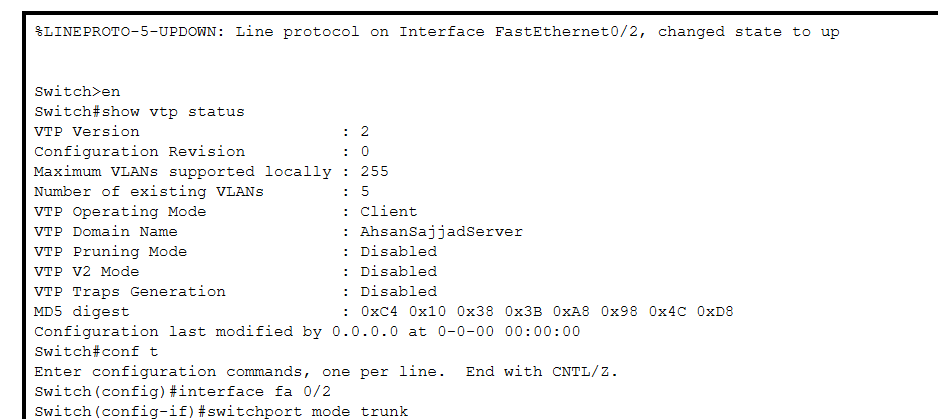 %LINEPROTO-5-UPDOWN: Line protocol on Interface FastEthernet0/2, changed state to up
Switch>en
Switch#show vtp status
VTP Version                     : 2
Configuration Revision          : 0
Maximum VLANs supported locally : 255
Number of existing VLANs        : 5
VTP Operating Mode              : Client
VTP Domain Name                 : AhsanSajjadServer
VTP Pruning Mode                : Disabled
VTP V2 Mode                     : Disabled
VTP Traps Generation            : Disabled
MD5 digest                      : 0xC4 0x10 0x38 0x3B 0xA8 0x98 0x4C 0xD8
Configuration last modified by 0.0.0.0 at 0-0-00 00:00:00
Switch#conf t
Enter configuration commands, one per line.  End with CNTL/Z.
Switch(config)#interface fa 0/2
Switch(config-if)#switchport mode trunk